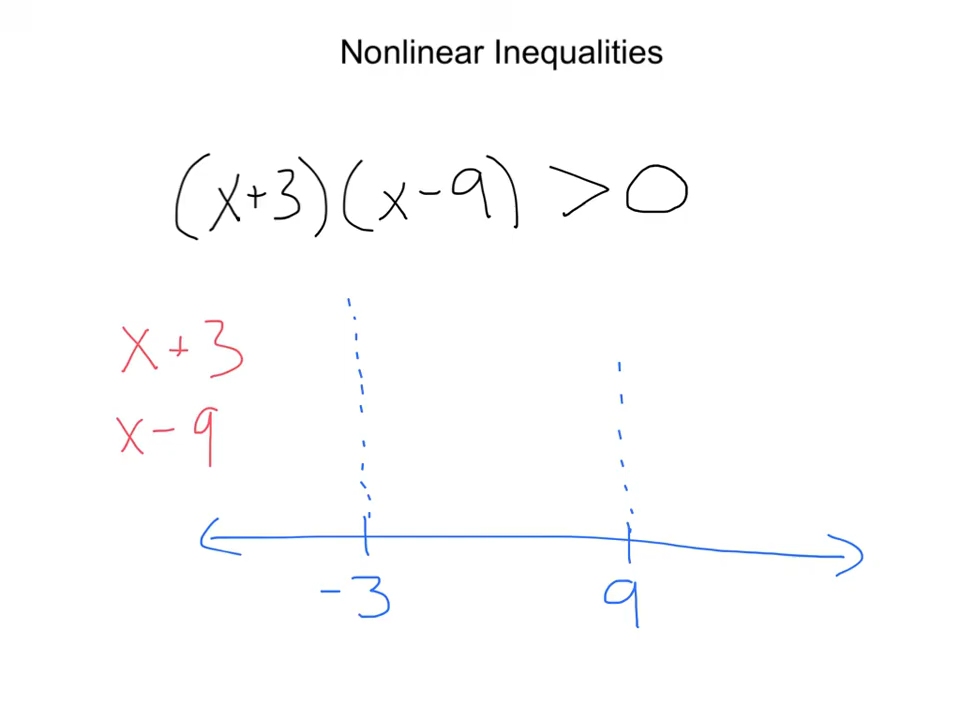 Nonlinear Inequalities
(x+3)(x-9) > 0
x+3
x-9
-3 9